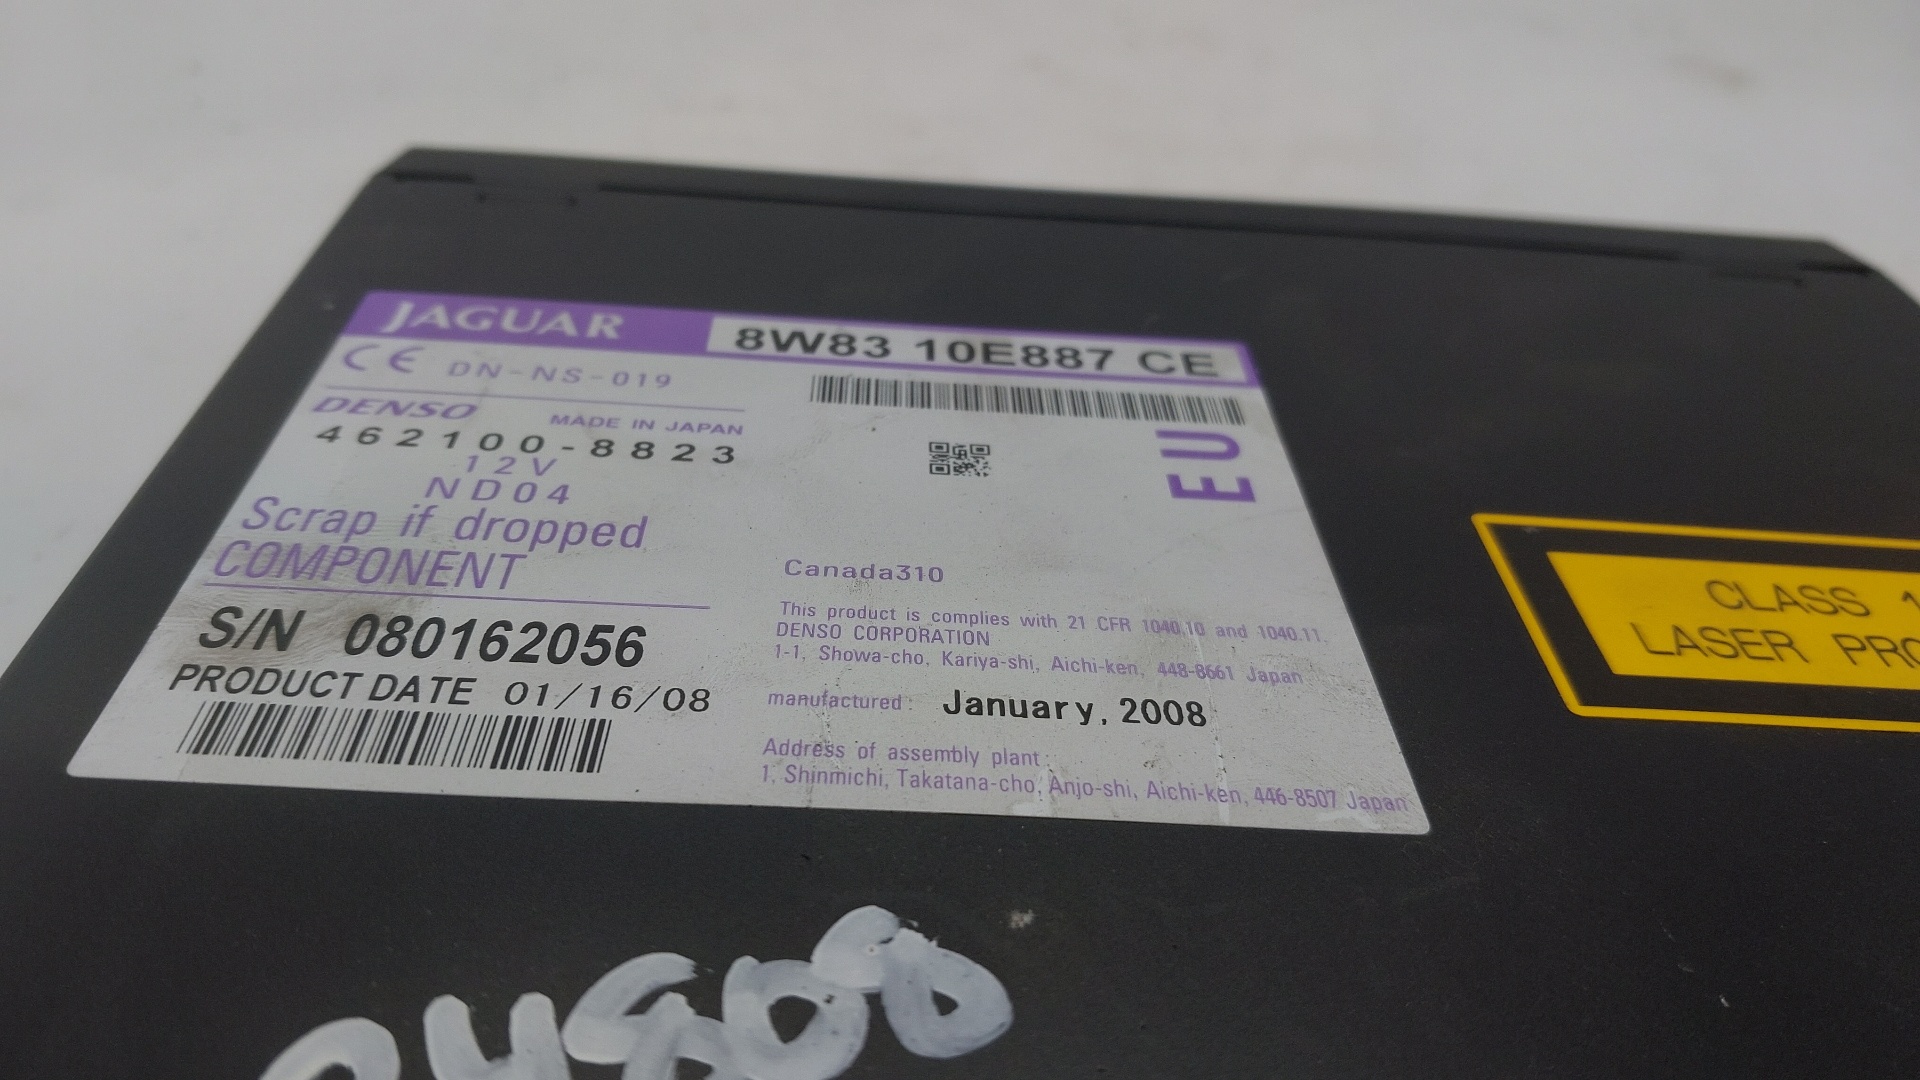 JAGUAR 8W83 10E887 CE
CE DN-NS-019
DENSO MADE IN JAPAN
462100-8823
12V
ND04
Scrap if dropped
COMPONENT
S/N 080162056
PRODUCT DATE 01/16/08
EU
Canada310
This product is complies with 21 CFR 1040.10 and 1040.11.
DENSO CORPORATION
1-1, Showa-cho, Kariya-shi, Aichi-ken, 448-8661 Japan
manufactured: January, 2008
Address of assembly plant:
1, Shinmichi, Takatana-cho, Anjo-shi, Aichi-ken, 446-8507 Japan
CLASS 1
LASER PRO